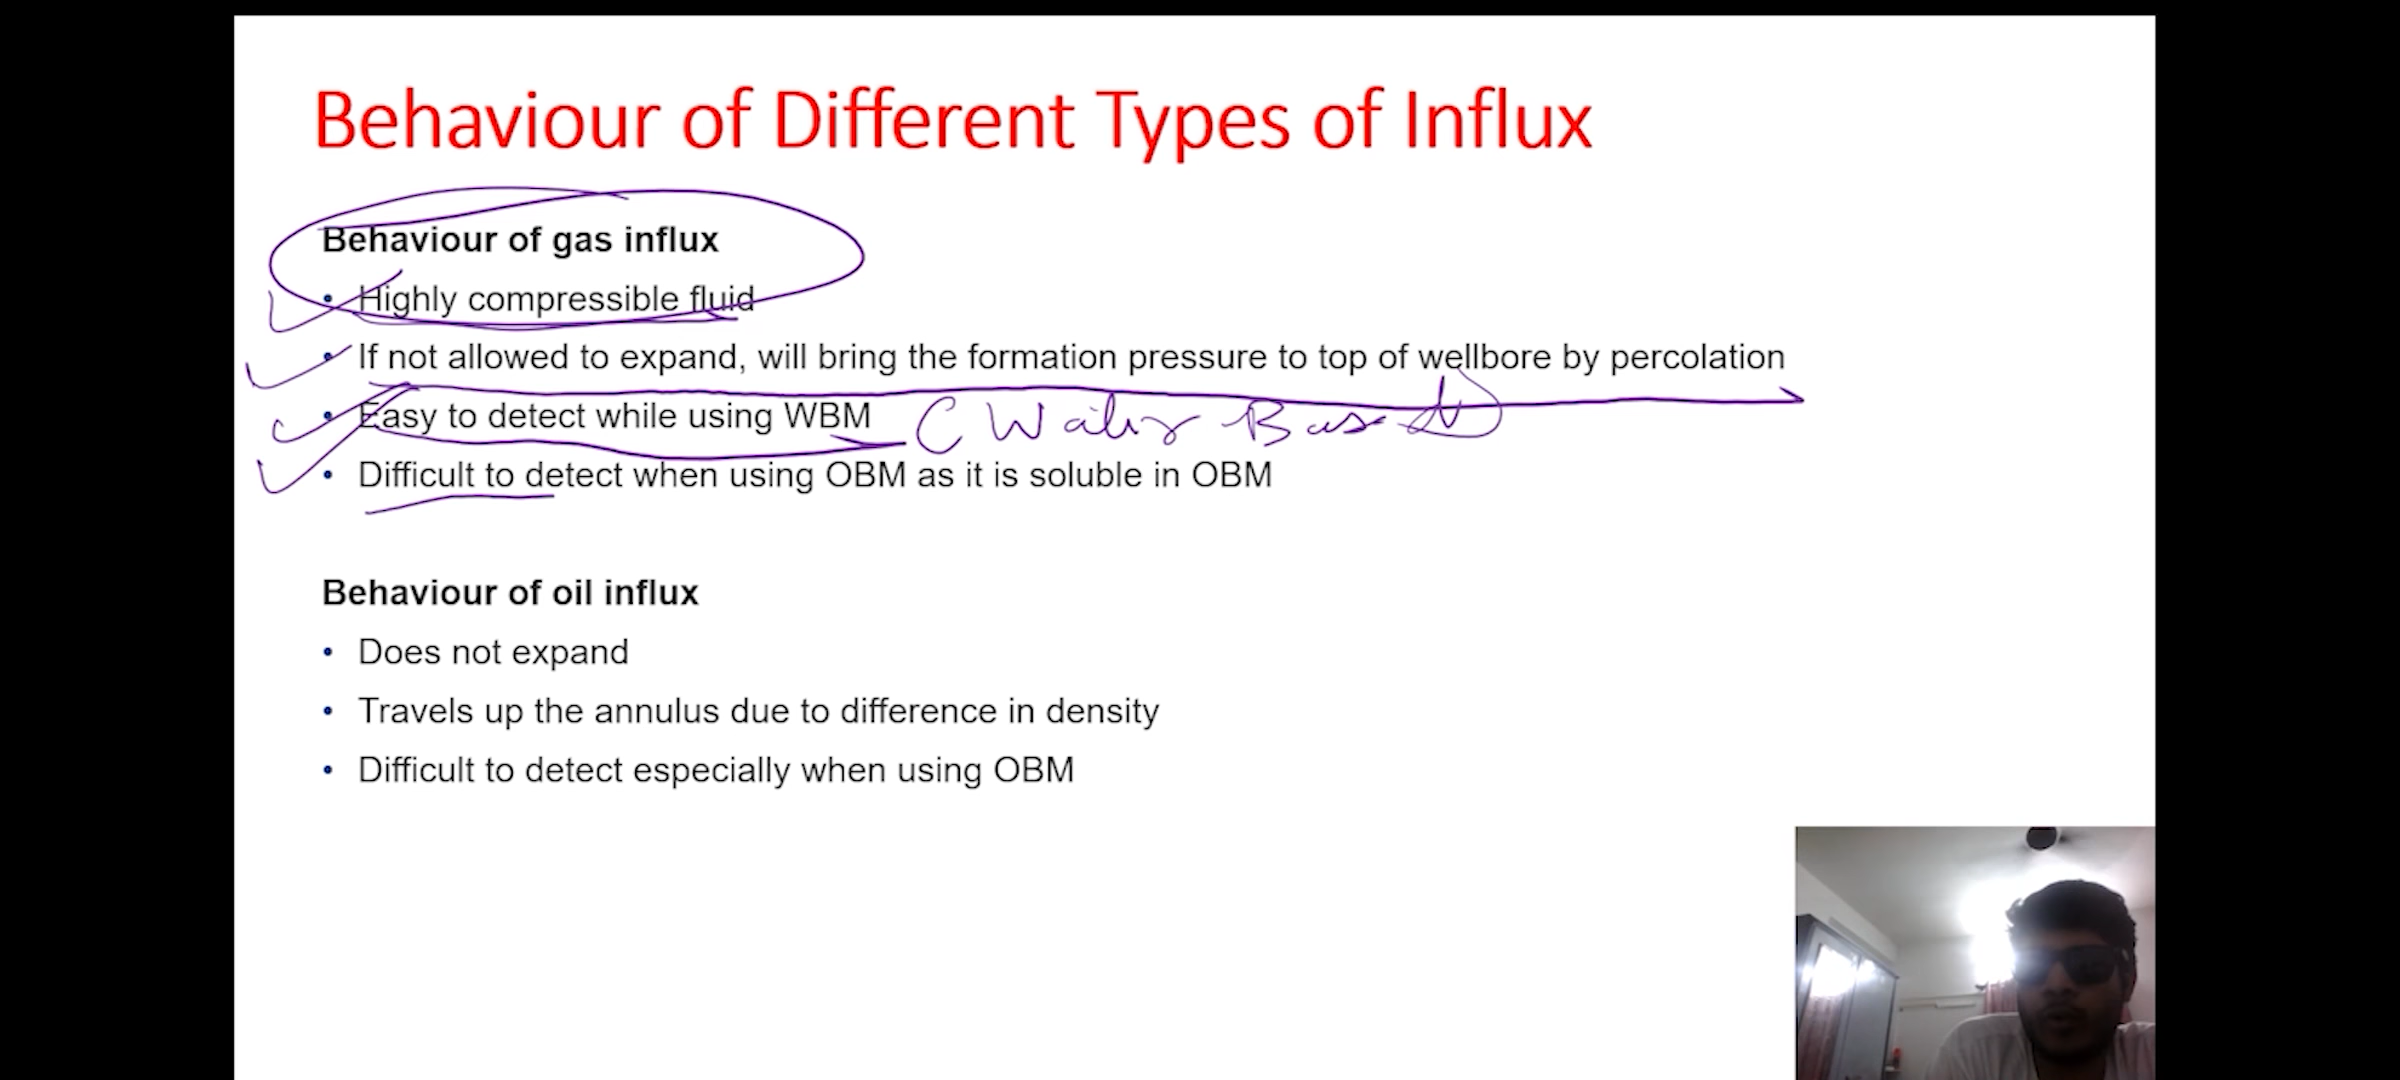 Behaviour of Different Types of Influx
Behaviour of gas influx
• Highly compressible fluid
• If not allowed to expand, will bring the formation pressure to top of wellbore by percolation
• Easy to detect while using WBM (Water Based)
• Difficult to detect when using OBM as it is soluble in OBM
Behaviour of oil influx
• Does not expand
• Travels up the annulus due to difference in density
• Difficult to detect especially when using OBM